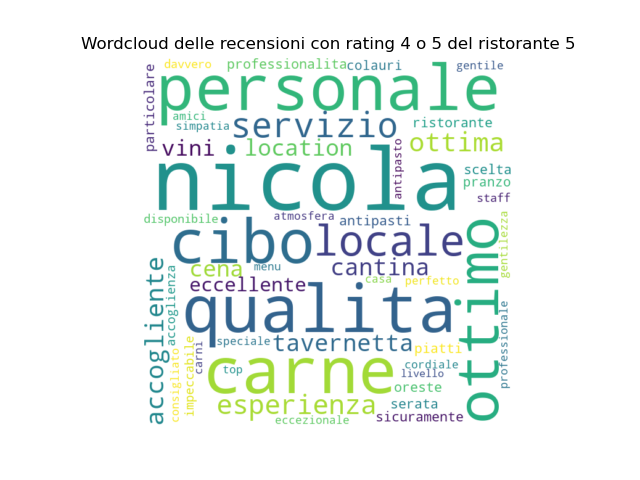 Wordcloud delle recensioni con rating 4 o 5 del ristorante 5
davvero
professionalita
colauri
gentile
particolare
personale
amici
simpatia
servizio
ristorante
vini
location
ottima
antipasto
nicola
scelta
pranzo
staff
disponibile
atmosfera
antipasti
gentilezza
cibo
locale
ottimo
cena
menu
cantina
casa
perfetto
eccellente
accogliente
accoglienza
qualita
professionale
speciale
tavernetta
piatti
consigliato
impeccabile
carni
carne
top
cordiale
livello
oreste
esperienza
serata
eccezionale
sicuramente